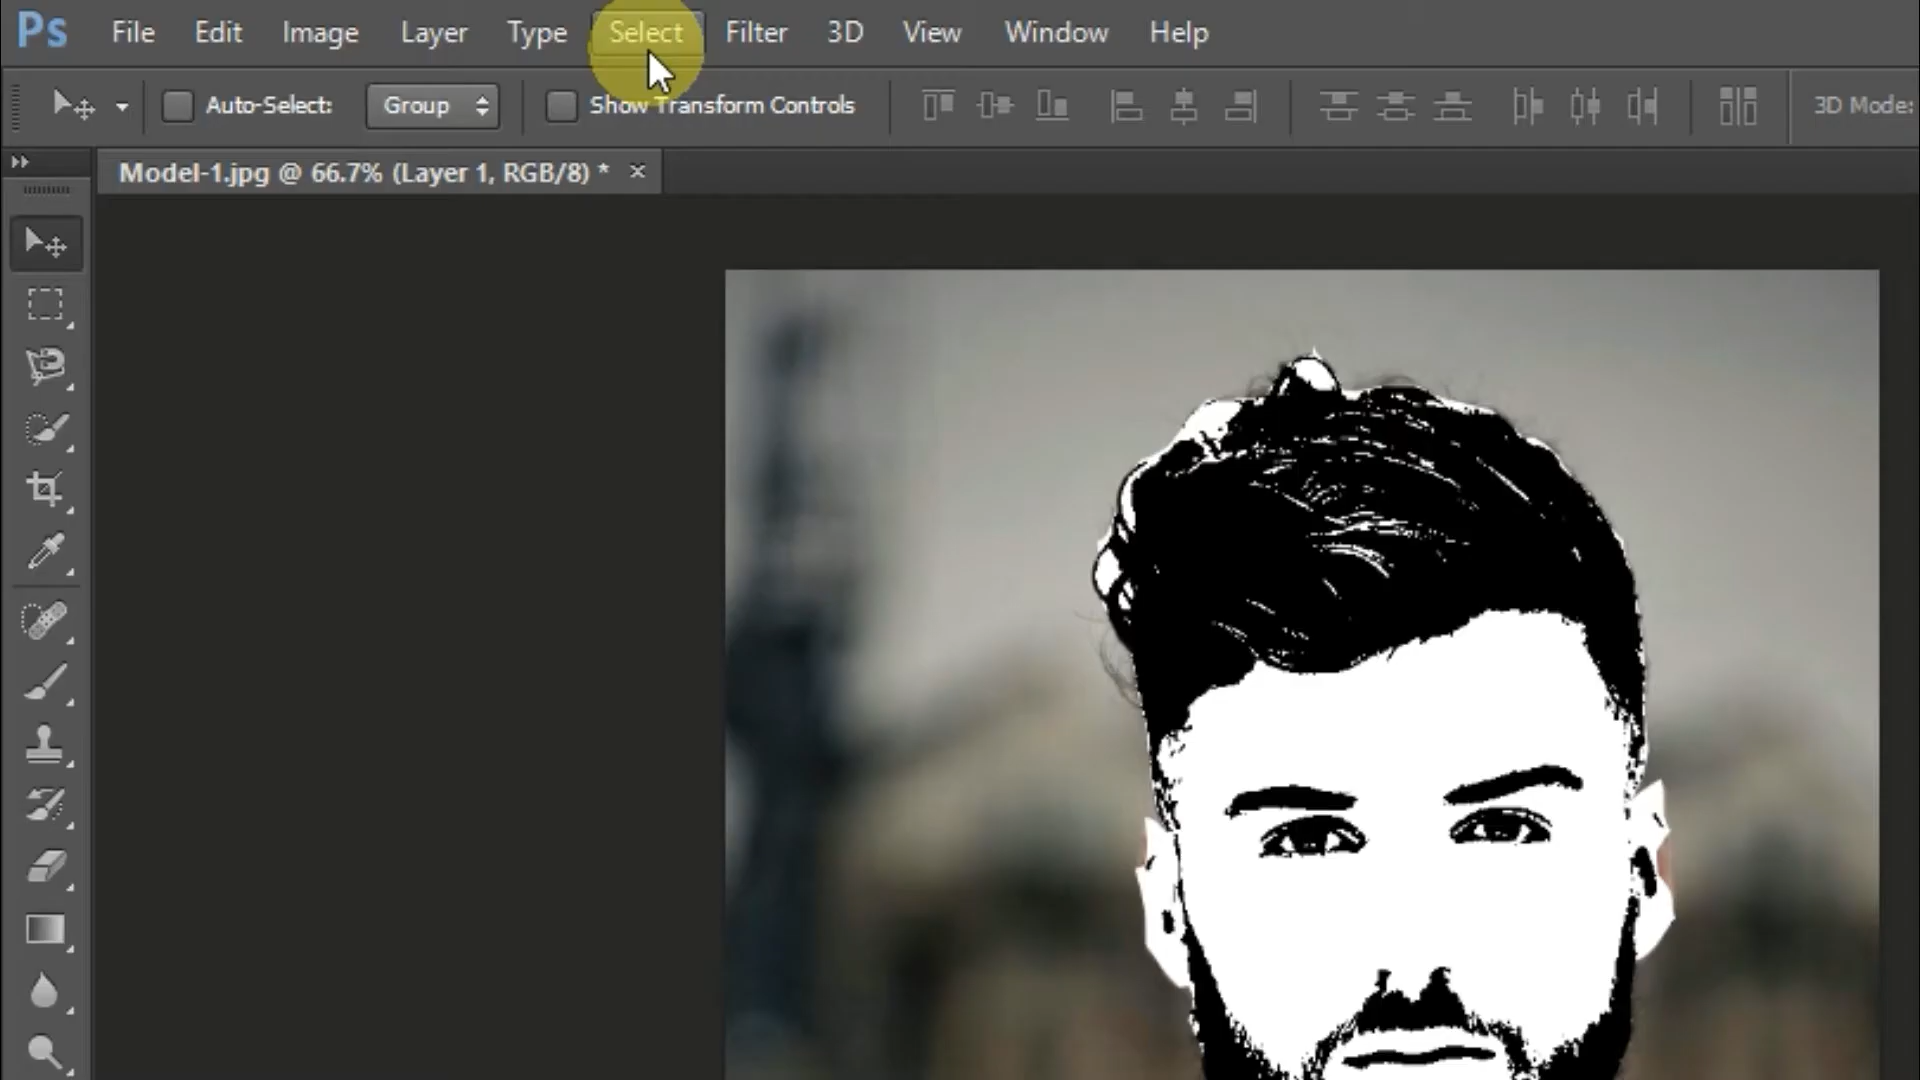 Ps File Edit Image Layer Type Select Filter 3D View Window Help
Auto-Select: Group Show Transform Controls 3D Mode:
Model-1.jpg @ 66.7% (Layer 1, RGB/8) * ×